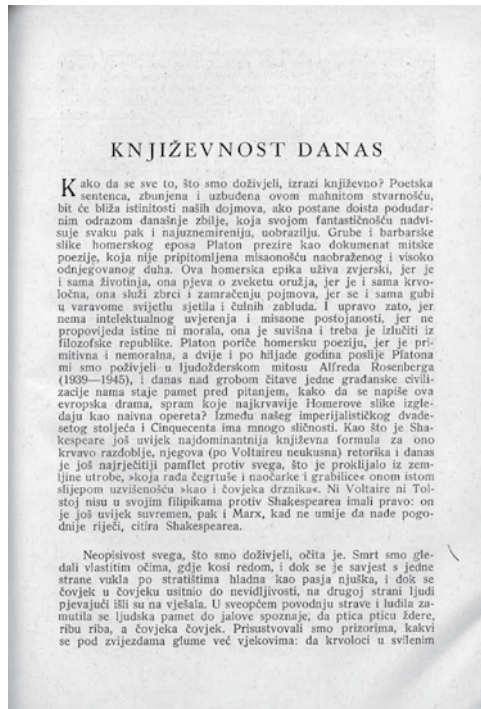 KNJIŽEVNOST DANAS
Kako da se sve to, što smo doživjeli, izrazi književno? Poetska
sentenca, zbunjena i uzbuđena ovom mahnitom stvarnošću,
bit će bliža istinitosti naših dojmova, ako postane doista podudar-
nim odrazom današnje zbilje, koja svojom fantastičnošću nadvi-
suje svaku pak i najuznemireniju, uobrazilju. Grube i barbarske
slike homerskog eposa Platon prezire kao dokumenat mitske
poezije, koja nije pripitomljena misaonošću naobraženog i visoko
odnjegovanog duha. Ova homerska epika uživa zvjerski, jer je
i sama životinja, ona pjeva o zveketu oružja, jer je i sama krvo-
ločna, ona služi zbrci i zamračenju pojmova, jer se i sama gubi
u varavome svijetlu sjetila i ćulnih zabluda. I upravo zato, jer
nema intelektualnog uvjerenja i misaone postojanosti, jer ne
propovijeda istine ni morala, ona je suvišna i treba je izlučiti iz
filozofske republike. Platon poriče homersku poeziju, jer je pri-
mitivna i nemoralna, a dvije i po hiljade godina poslije Platona
mi smo poživjeli u ljudožderskom mitosu Alfreda Rosenberga
(1939—1945), i danas nad grobom čitave jedne građanske civili-
zacije nama staje pamet pred pitanjem, kako da se napiše ova
evropska drama, spram koje najkrvavije Homerove slike izgle-
daju kao naivna opereta? Između našeg imperijalističkog dvade-
setog stoljeća i Cinquecenta ima mnogo sličnosti. Kao što je Sha-
kespeare još uvijek najdominantnija književna formula za ono
krvavo razdoblje, njegova (po Voltaireu neukusna) retorika i danas
je još najrječitiji pamflet protiv svega, što je proklijalo iz zem-
ljine utrobe, »koja rađa čegrtuše i naočarke i grabilice« onom istom
slijepom uzvišenošću »kao i čovjeka drznika«. Ni Voltaire ni Tol-
stoj nisu u svojim filipikama protiv Shakespearea imali pravo: on
je još uvijek suvremen, pak i Marx, kad ne umije da nađe pogo-
dnije riječi, citira Shakespearea.
Neopisivost svega, što smo doživjeli, očita je. Smrt smo gle-
dali vlastitim očima, gdje kosi redom, i dok se je savjest s jedne
strane vukla po stratištima hladna kao pasja njuška, i dok se
čovjek u čovjeku usitnio do nevidljivosti, na drugoj strani ljudi
pjevajući išli su na vješala. U sveopćem povodnju strave i ludila za-
mutila se ljudska pamet do jalove spoznaje, da ptica pticu ždere,
ribu riba, a čovjeka čovjek. Prisustvovali smo prizorima, kakvi
se pod zvijezdama glume već vjekovima: da krvoloci u svilenim